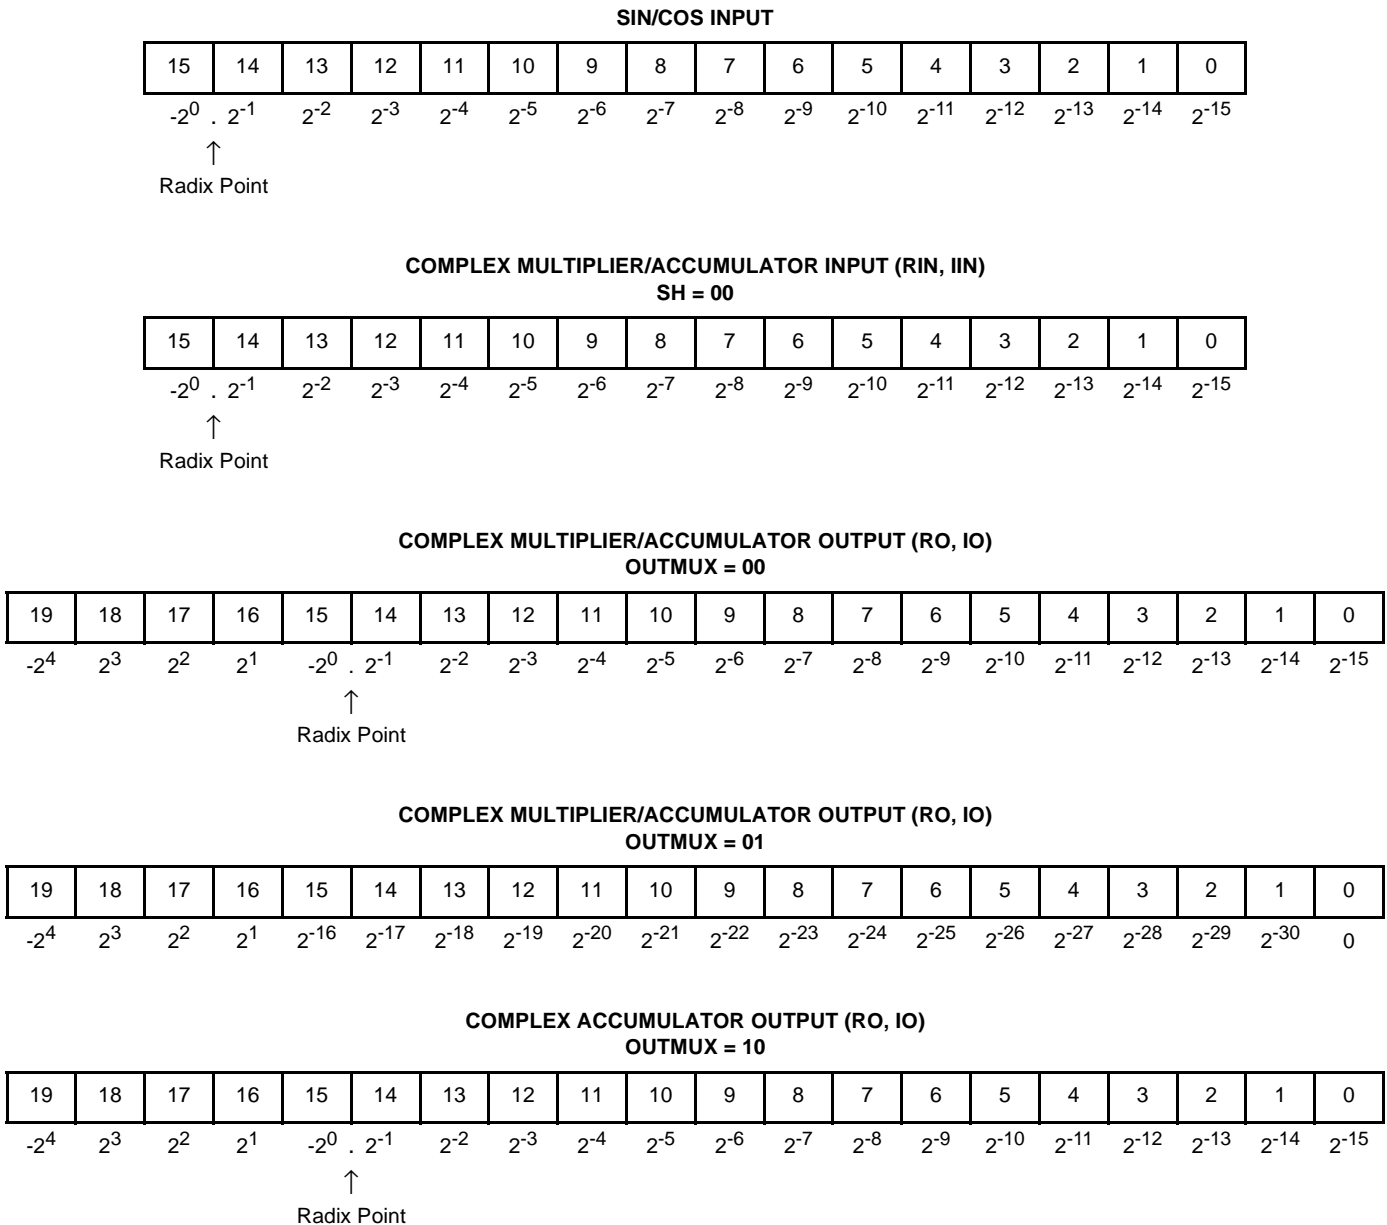 SIN/COS INPUT
15 14 13 12 11 10 9 8 7 6 5 4 3 2 1 0
-2^0 . 2^-1 2^-2 2^-3 2^-4 2^-5 2^-6 2^-7 2^-8 2^-9 2^-10 2^-11 2^-12 2^-13 2^-14 2^-15
↑
Radix Point
COMPLEX MULTIPLIER/ACCUMULATOR INPUT (RIN, IIN)
SH = 00
15 14 13 12 11 10 9 8 7 6 5 4 3 2 1 0
-2^0 . 2^-1 2^-2 2^-3 2^-4 2^-5 2^-6 2^-7 2^-8 2^-9 2^-10 2^-11 2^-12 2^-13 2^-14 2^-15
↑
Radix Point
COMPLEX MULTIPLIER/ACCUMULATOR OUTPUT (RO, IO)
OUTMUX = 00
19 18 17 16 15 14 13 12 11 10 9 8 7 6 5 4 3 2 1 0
-2^4 2^3 2^2 2^1 -2^0 . 2^-1 2^-2 2^-3 2^-4 2^-5 2^-6 2^-7 2^-8 2^-9 2^-10 2^-11 2^-12 2^-13 2^-14 2^-15
↑
Radix Point
COMPLEX MULTIPLIER/ACCUMULATOR OUTPUT (RO, IO)
OUTMUX = 01
19 18 17 16 15 14 13 12 11 10 9 8 7 6 5 4 3 2 1 0
-2^4 2^3 2^2 2^1 2^-16 2^-17 2^-18 2^-19 2^-20 2^-21 2^-22 2^-23 2^-24 2^-25 2^-26 2^-27 2^-28 2^-29 2^-30 0
COMPLEX ACCUMULATOR OUTPUT (RO, IO)
OUTMUX = 10
19 18 17 16 15 14 13 12 11 10 9 8 7 6 5 4 3 2 1 0
-2^4 2^3 2^2 2^1 -2^0 . 2^-1 2^-2 2^-3 2^-4 2^-5 2^-6 2^-7 2^-8 2^-9 2^-10 2^-11 2^-12 2^-13 2^-14 2^-15
↑
Radix Point